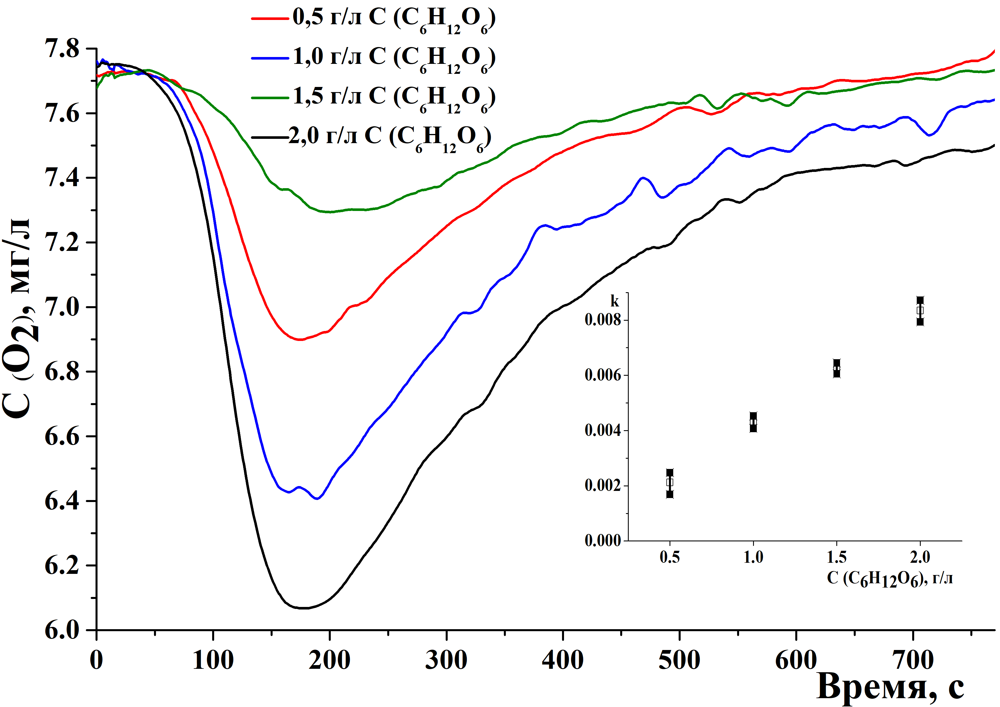 0,5 г/л C (C6H12O6)
1,0 г/л C (C6H12O6)
1,5 г/л C (C6H12O6)
2,0 г/л C (C6H12O6)
C (O2), мг/л
7.8
7.6
7.4
7.2
7.0
6.8
6.6
6.4
6.2
6.0
0 100 200 300 400 500 600 700
Время, с
k
0.008
0.006
0.004
0.002
0.000
0.5 1.0 1.5 2.0
C (C6H12O6), г/л